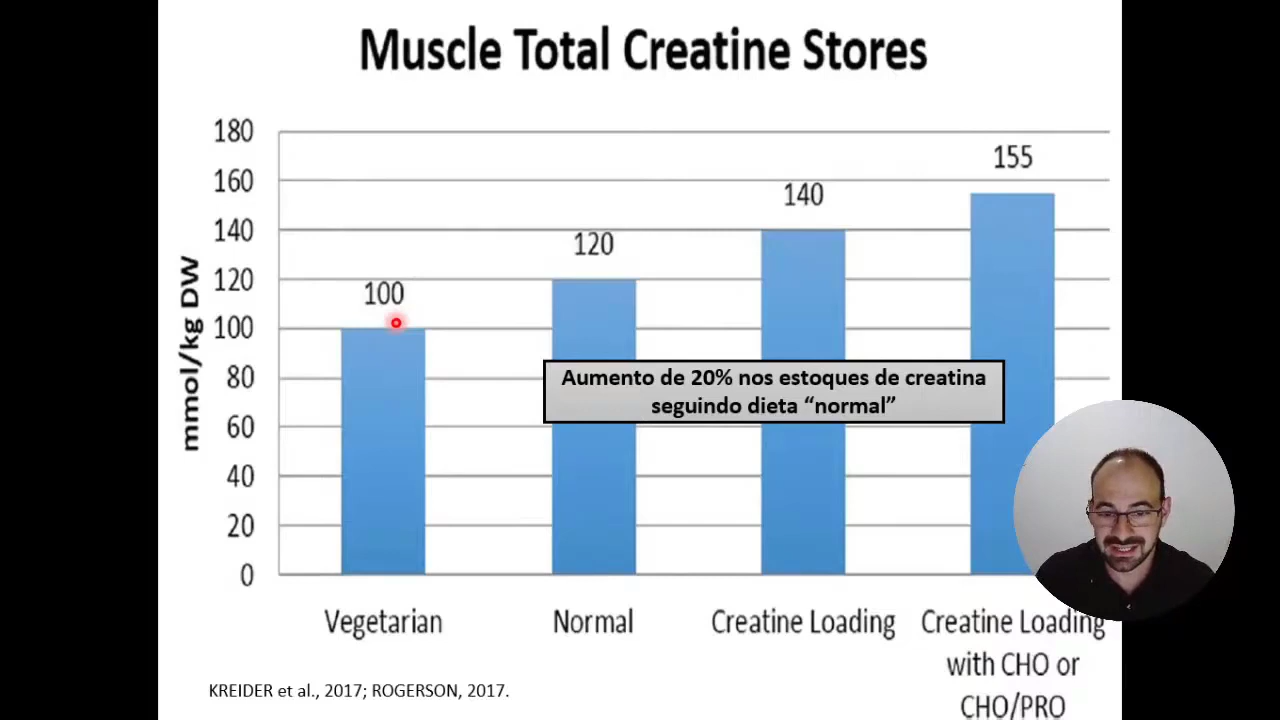 Muscle Total Creatine Stores
mmol/kg DW
180
160
140
120
100
80
60
40
20
0
100
120
140
155
Aumento de 20% nos estoques de creatina
seguindo dieta “normal”
Vegetarian
Normal
Creatine Loading
Creatine Loading
with CHO or
CHO/PRO
KREIDER et al., 2017; ROGERSON, 2017.